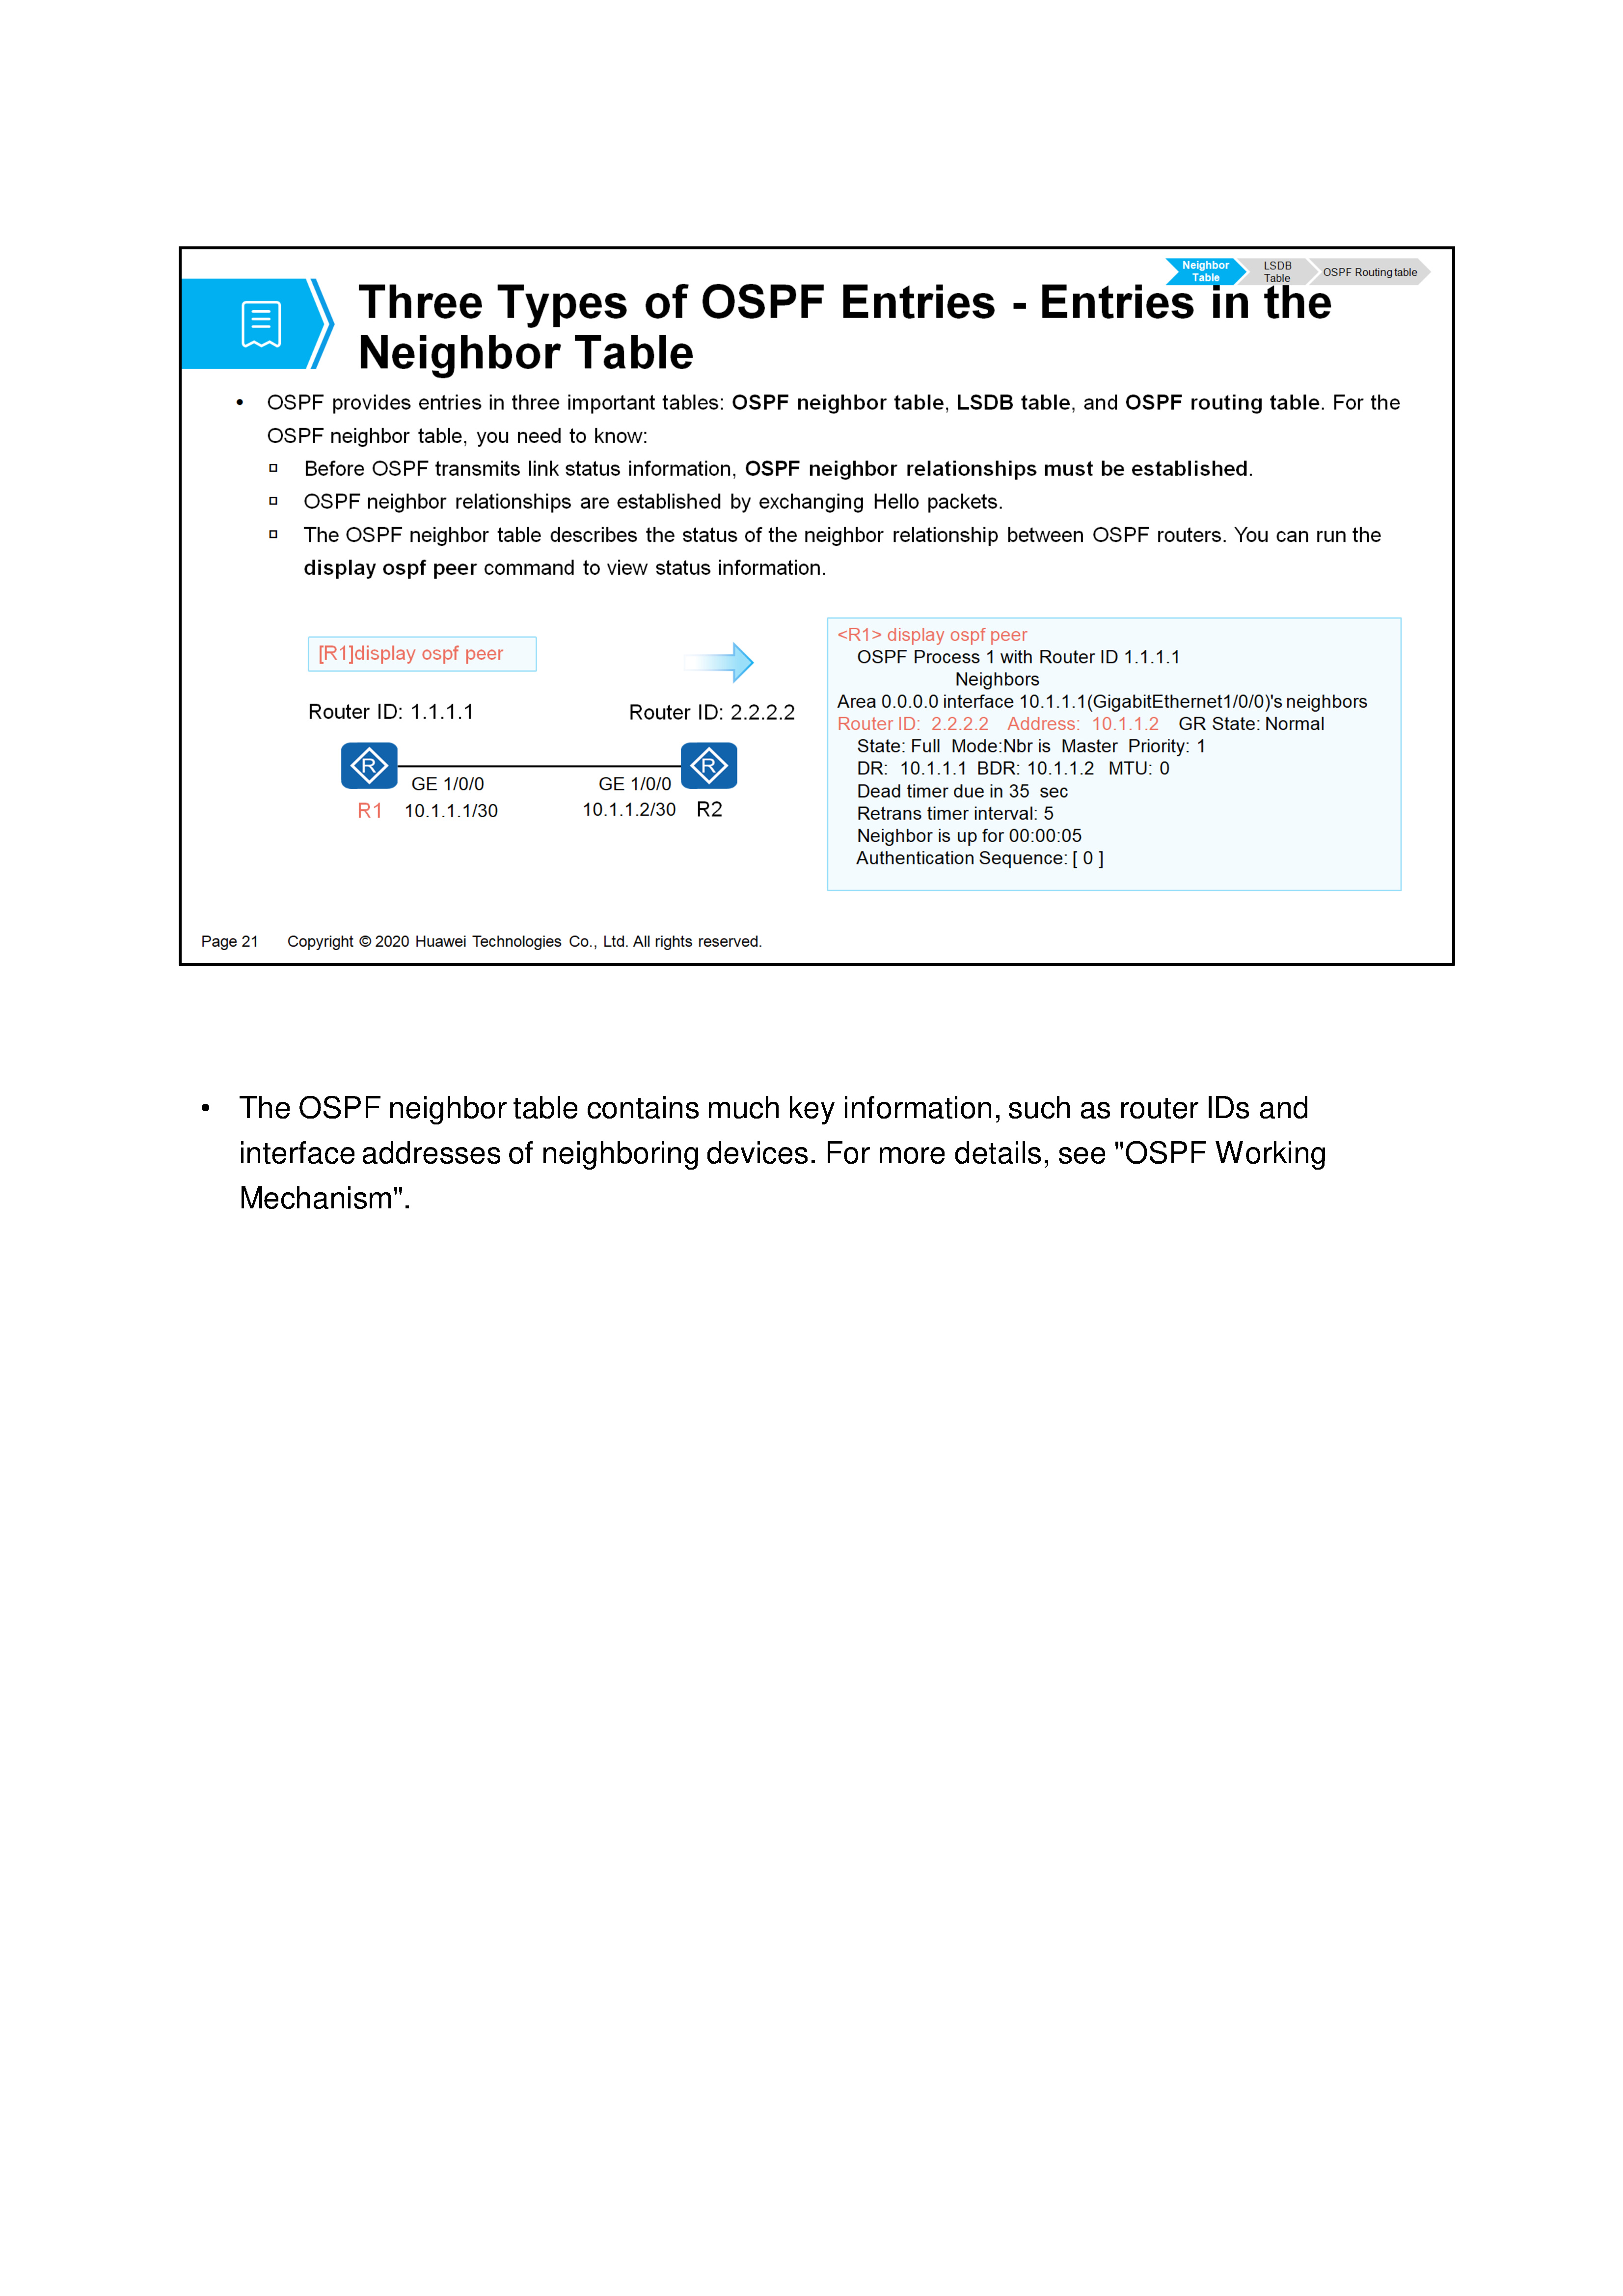 Neighbor
Table
LSDB
Table
OSPF Routing table
Three Types of OSPF Entries - Entries in the
Neighbor Table
• OSPF provides entries in three important tables: OSPF neighbor table, LSDB table, and OSPF routing table. For the
OSPF neighbor table, you need to know:
▫ Before OSPF transmits link status information, OSPF neighbor relationships must be established.
▫ OSPF neighbor relationships are established by exchanging Hello packets.
▫ The OSPF neighbor table describes the status of the neighbor relationship between OSPF routers. You can run the
display ospf peer command to view status information.
[R1]display ospf peer
Router ID: 1.1.1.1
Router ID: 2.2.2.2
R
R
GE 1/0/0
GE 1/0/0
R1
10.1.1.1/30
10.1.1.2/30
R2
<R1> display ospf peer
OSPF Process 1 with Router ID 1.1.1.1
Neighbors
Area 0.0.0.0 interface 10.1.1.1(GigabitEthernet1/0/0)'s neighbors
Router ID: 2.2.2.2 Address: 10.1.1.2 GR State: Normal
State: Full Mode:Nbr is Master Priority: 1
DR: 10.1.1.1 BDR: 10.1.1.2 MTU: 0
Dead timer due in 35 sec
Retrans timer interval: 5
Neighbor is up for 00:00:05
Authentication Sequence: [ 0 ]
Page 21 Copyright © 2020 Huawei Technologies Co., Ltd. All rights reserved.
• The OSPF neighbor table contains much key information, such as router IDs and
interface addresses of neighboring devices. For more details, see "OSPF Working
Mechanism".